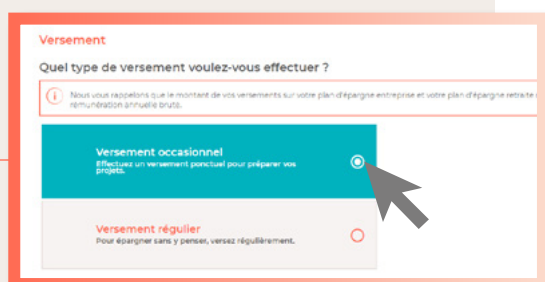 Versement
Quel type de versement voulez-vous effectuer ?
Nous vous rappelons que le montant de vos versements sur votre plan d'épargne entreprise et votre plan d'épargne retraite
rémunération annuelle brute.
Versement occasionnel
Effectuez un versement ponctuel pour préparer vos
projets.
Versement régulier
Pour épargner sans y penser, versez régulièrement.